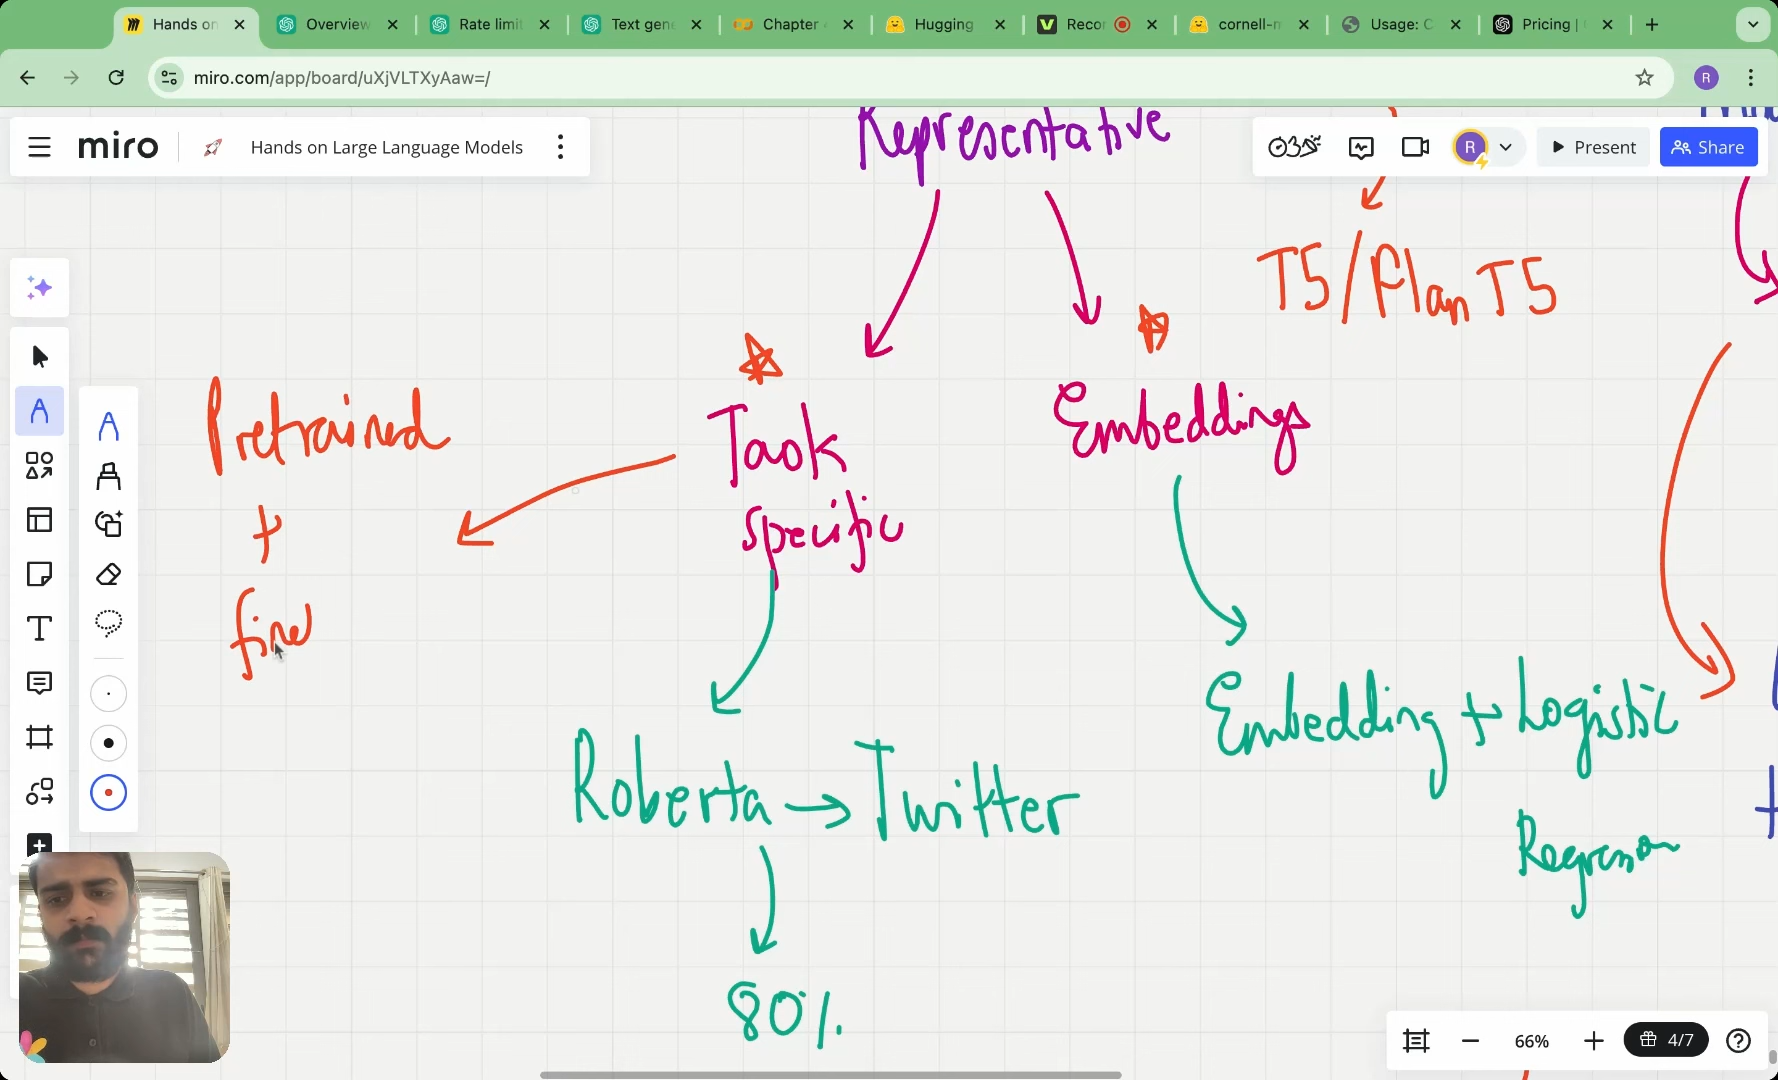 Hands on
Overview
Rate limit
Text gen
Chapter
Hugging
Reco
cornell-m
Usage: C
Pricing |
miro.com/app/board/uXjVLTXyAaw=/
R
miro
Hands on Large Language Models
R
Present
Share
Representative
T5/Flan T5
Pretrained
+
fine
Task
specific
Embeddings
Roberta → Twitter
80%
Embedding + Logistic
Regression
66%
4/7